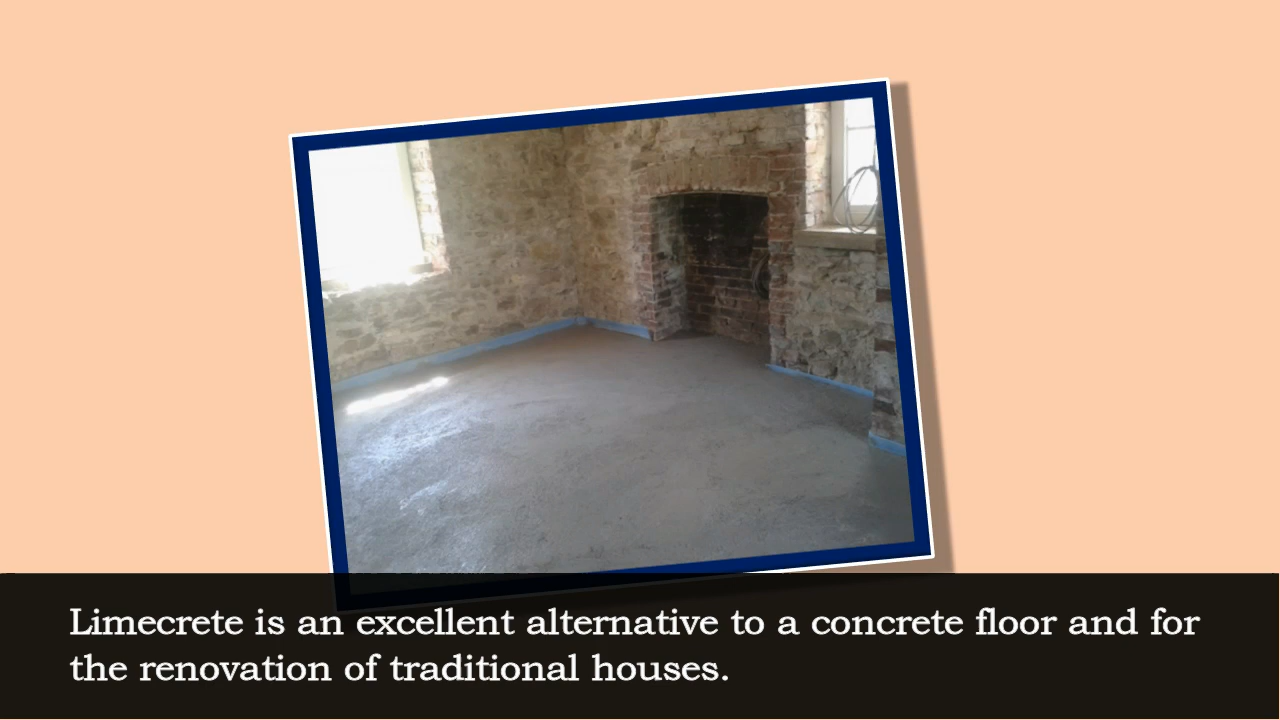 Limecrete is an excellent alternative to a concrete floor and for
the renovation of traditional houses.